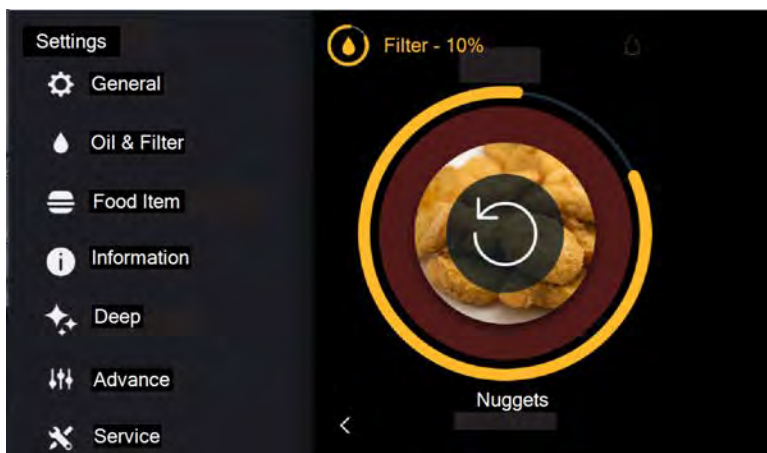 Settings
General
Oil & Filter
Food Item
Information
Deep
Advance
Service
Filter - 10%
Nuggets